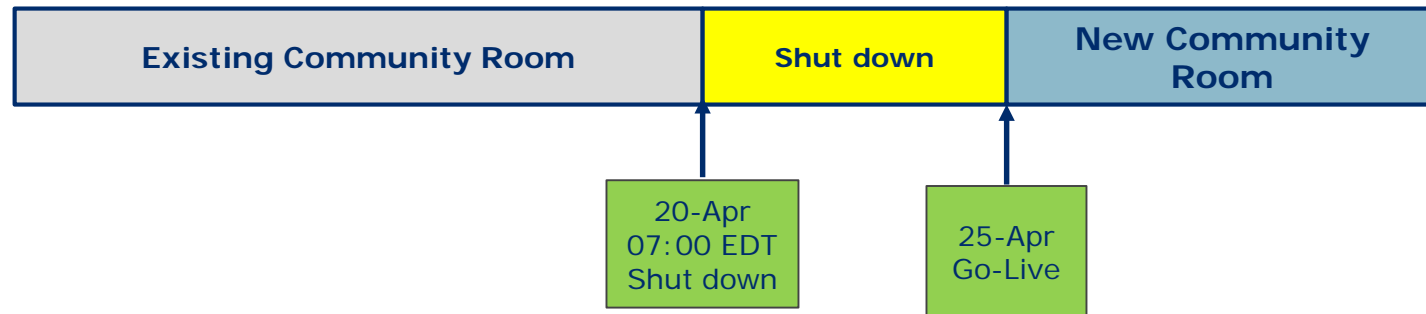 Existing Community Room
Shut down
New Community
Room
20-Apr
07:00 EDT
Shut down
25-Apr
Go-Live